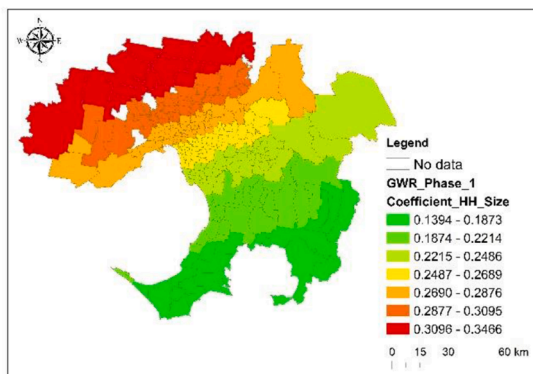 N
W E
S
Legend
No data
GWR_Phase_1
Coefficient_HH_Size
0.1394 - 0.1873
0.1874 - 0.2214
0.2215 - 0.2486
0.2487 - 0.2689
0.2690 - 0.2876
0.2877 - 0.3095
0.3096 - 0.3466
0 15 30 60 km